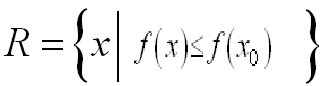 R = { x | f(x) ≤ f(x₀) }